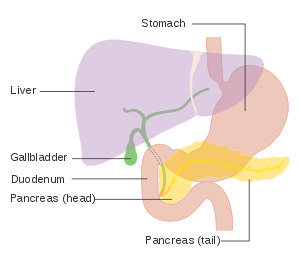 Stomach
Liver
Gallbladder
Duodenum
Pancreas (head)
Pancreas (tail)